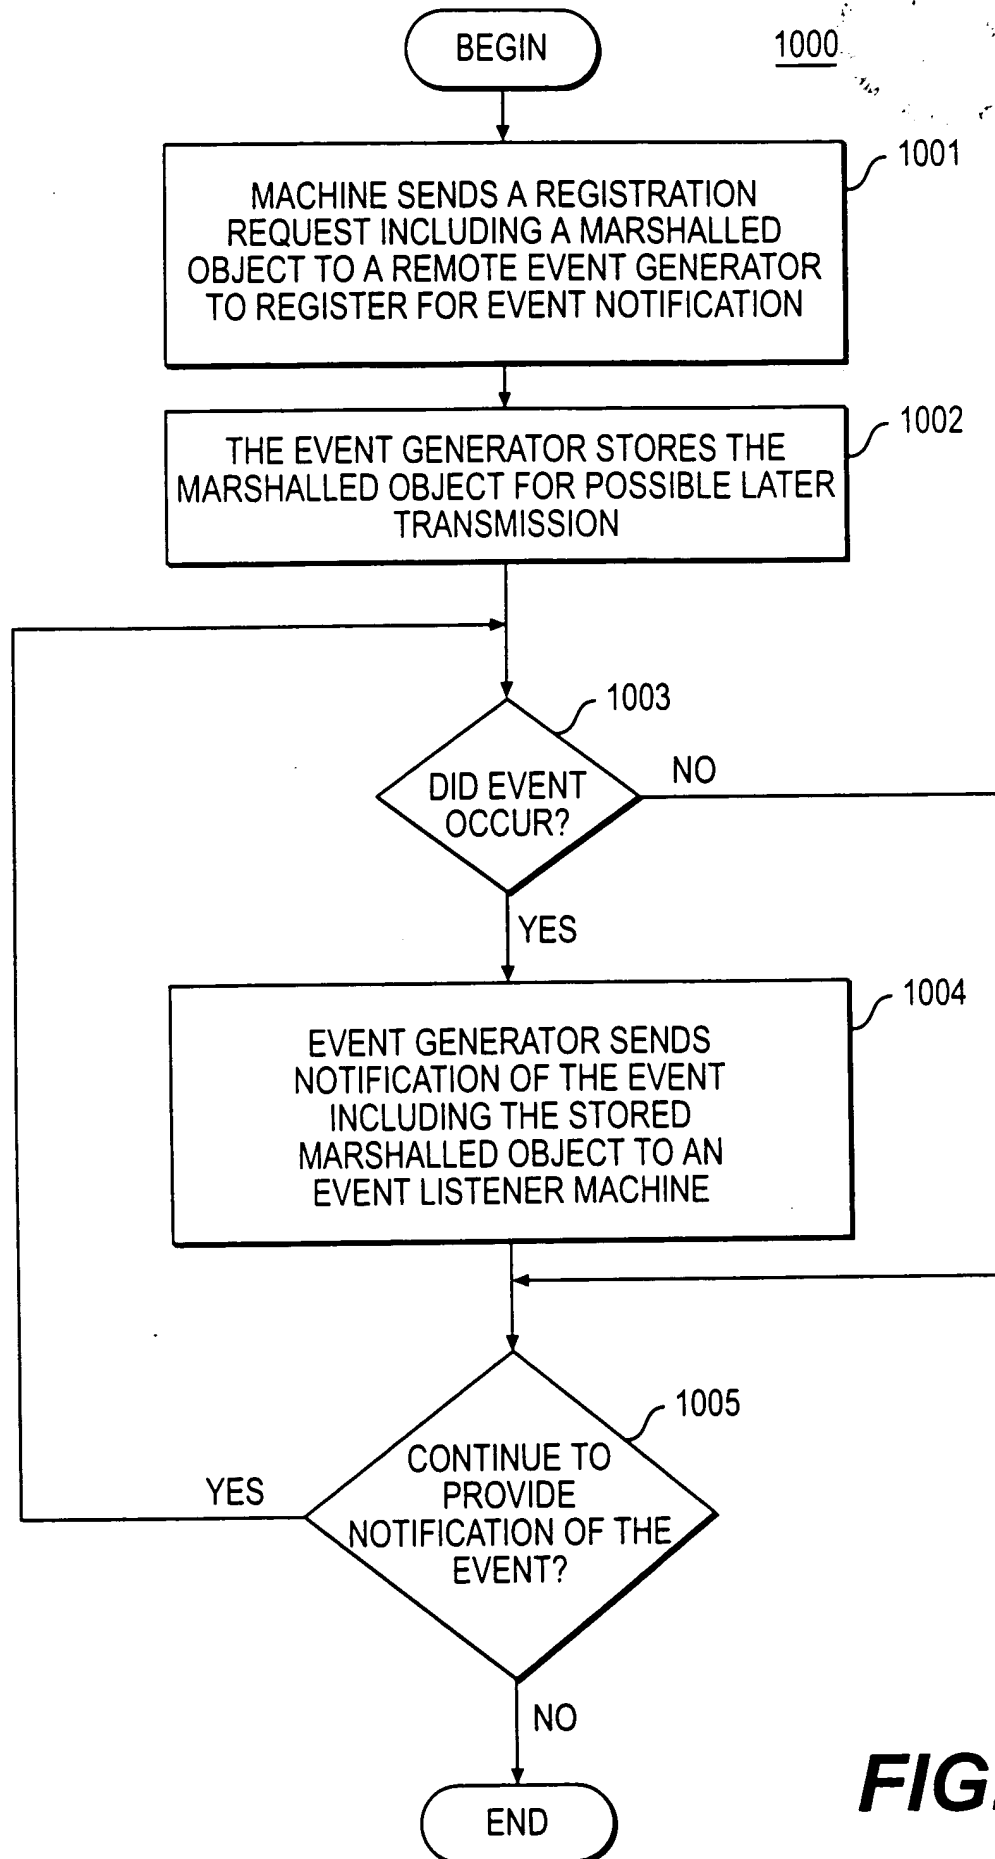 BEGIN
1000
1001
MACHINE SENDS A REGISTRATION
REQUEST INCLUDING A MARSHALLED
OBJECT TO A REMOTE EVENT GENERATOR
TO REGISTER FOR EVENT NOTIFICATION
1002
THE EVENT GENERATOR STORES THE
MARSHALLED OBJECT FOR POSSIBLE LATER
TRANSMISSION
1003
DID EVENT
OCCUR?
NO
YES
1004
EVENT GENERATOR SENDS
NOTIFICATION OF THE EVENT
INCLUDING THE STORED
MARSHALLED OBJECT TO AN
EVENT LISTENER MACHINE
1005
CONTINUE TO
PROVIDE
NOTIFICATION OF THE
EVENT?
YES
NO
END
FIG.